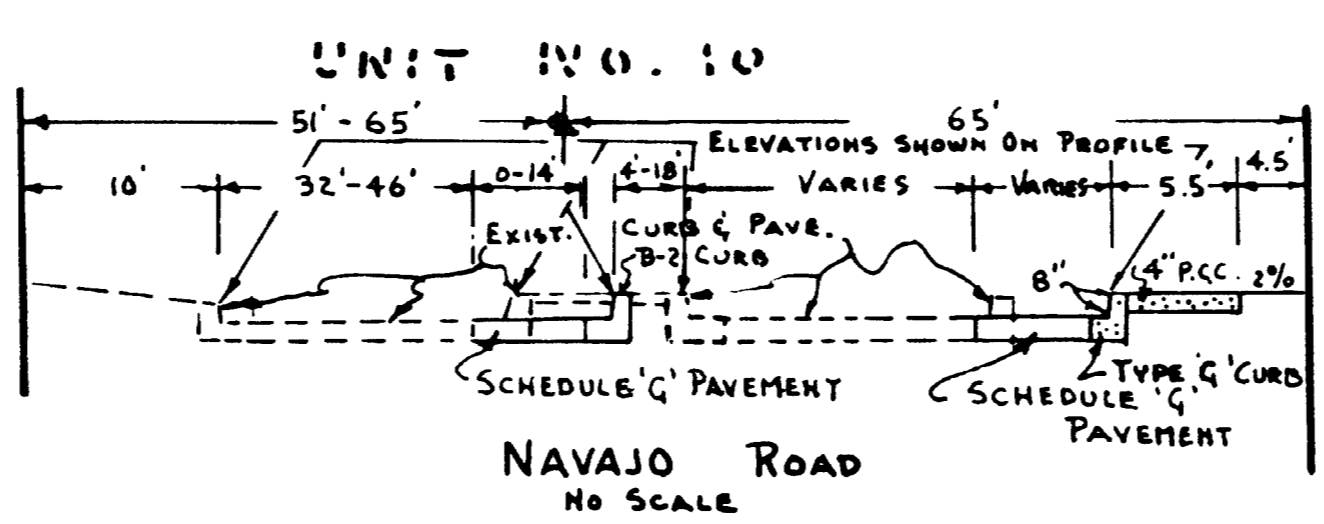 UNIT NO. 10
51'-65' 65'
ELEVATIONS SHOWN ON PROFILE
10' 32'-46' 0-14' 4'-18' VARIES VARIES 5.5' 4.5'
EXIST. CURB & PAVE.
B-2 CURB
8" 4" P.C.C. 2%
SCHEDULE 'G' PAVEMENT
TYPE 'G' CURB
SCHEDULE 'G'
PAVEMENT
NAVAJO ROAD
NO SCALE